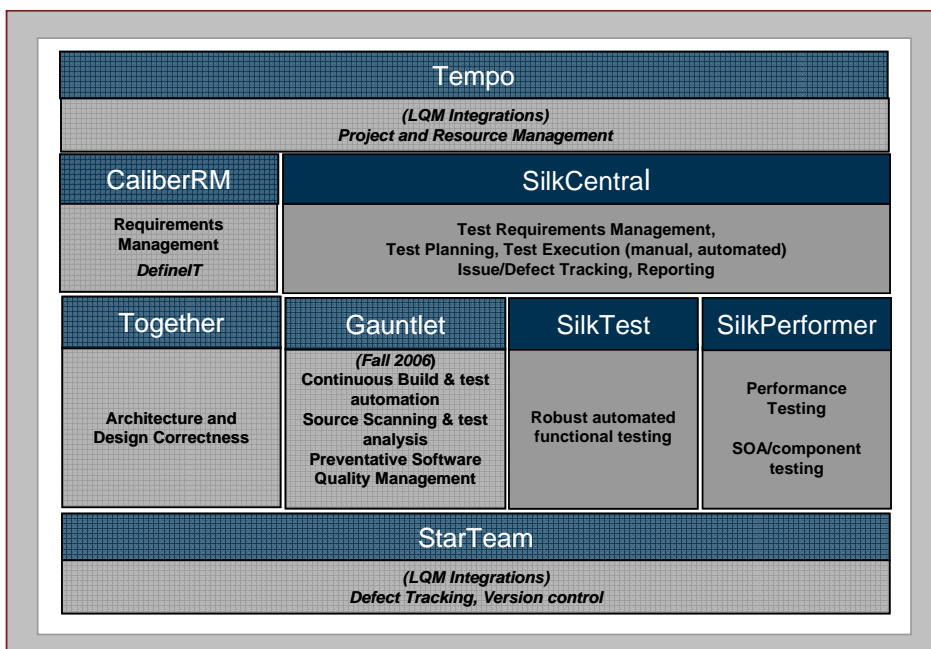 Tempo
(LQM Integrations)
Project and Resource Management
CaliberRM
Requirements
Management
DefineIT
SilkCentral
Test Requirements Management,
Test Planning, Test Execution (manual, automated)
Issue/Defect Tracking, Reporting
Together
Architecture and
Design Correctness
Gauntlet
(Fall 2006)
Continuous Build & test
automation
Source Scanning & test
analysis
Preventative Software
Quality Management
SilkTest
Robust automated
functional testing
SilkPerformer
Performance
Testing
SOA/component
testing
StarTeam
(LQM Integrations)
Defect Tracking, Version control